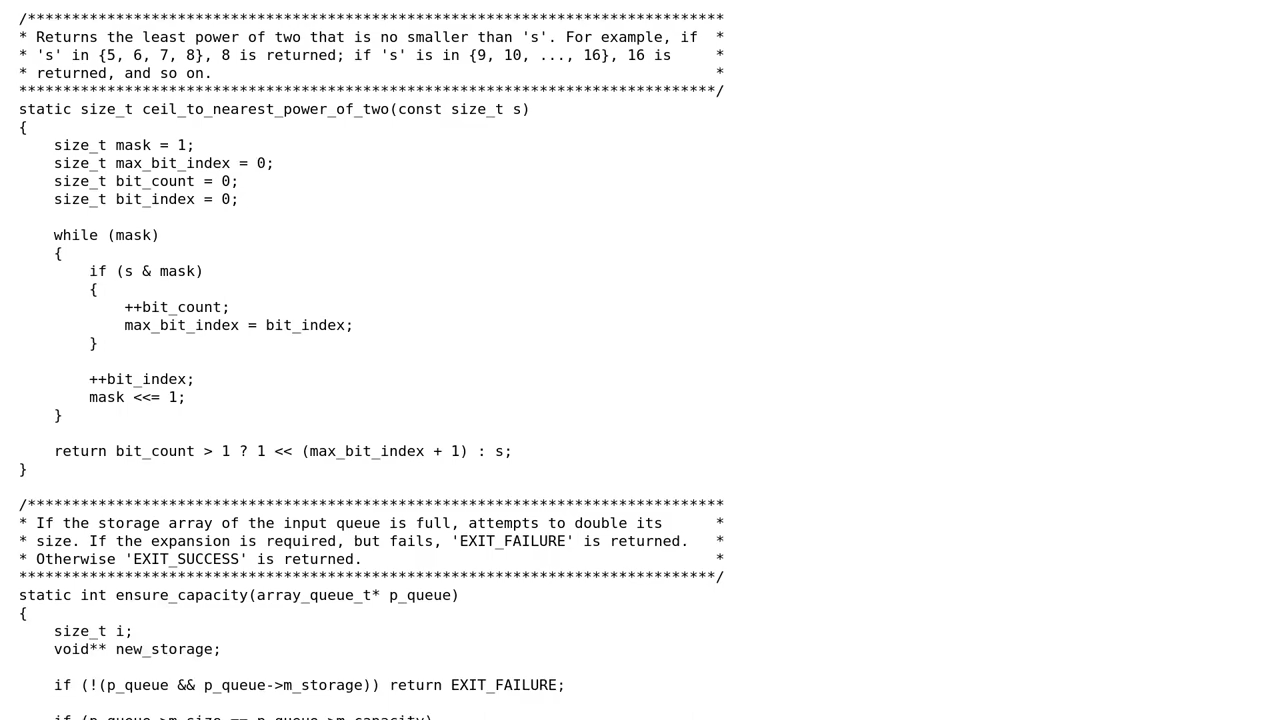 /*******************************************************************************
* Returns the least power of two that is no smaller than 's'. For example, if  *
* 's' in {5, 6, 7, 8}, 8 is returned; if 's' is in {9, 10, ..., 16}, 16 is     *
* returned, and so on.                                                         *
*******************************************************************************/
static size_t ceil_to_nearest_power_of_two(const size_t s)
{
    size_t mask = 1;
    size_t max_bit_index = 0;
    size_t bit_count = 0;
    size_t bit_index = 0;

    while (mask)
    {
        if (s & mask)
        {
            ++bit_count;
            max_bit_index = bit_index;
        }

        ++bit_index;
        mask <<= 1;
    }

    return bit_count > 1 ? 1 << (max_bit_index + 1) : s;
}

/*******************************************************************************
* If the storage array of the input queue is full, attempts to double its      *
* size. If the expansion is required, but fails, 'EXIT_FAILURE' is returned.   *
* Otherwise 'EXIT_SUCCESS' is returned.                                        *
*******************************************************************************/
static int ensure_capacity(array_queue_t* p_queue)
{
    size_t i;
    void** new_storage;

    if (!(p_queue && p_queue->m_storage)) return EXIT_FAILURE;

    if (p_queue->m_size == p_queue->m_capacity)